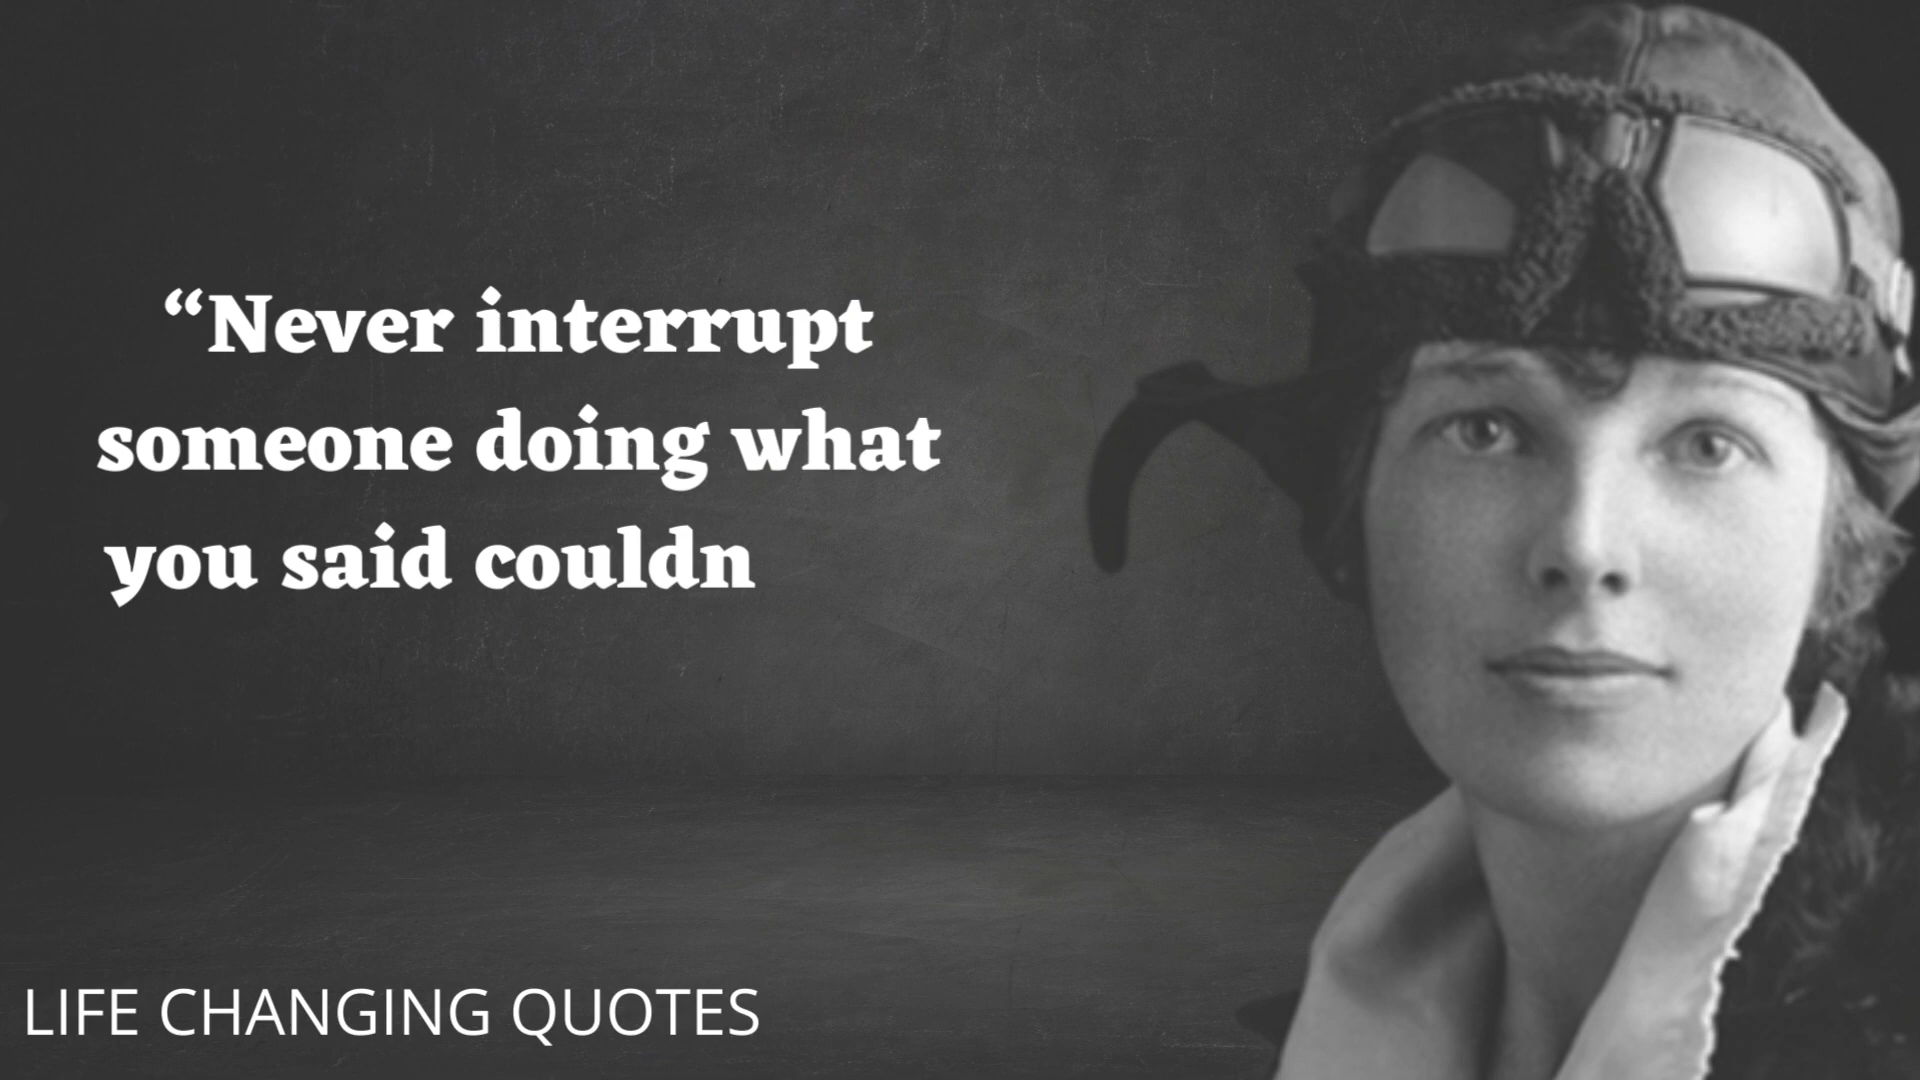 “Never interrupt
someone doing what
you said couldn
LIFE CHANGING QUOTES